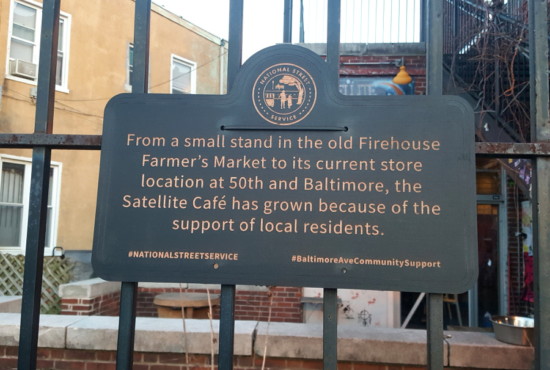 NATIONAL STREET
SERVICE
From a small stand in the old Firehouse
Farmer's Market to its current store
location at 50th and Baltimore, the
Satellite Café has grown because of the
support of local residents.
#NATIONALSTREETSERVICE #BaltimoreAveCommunitySupport